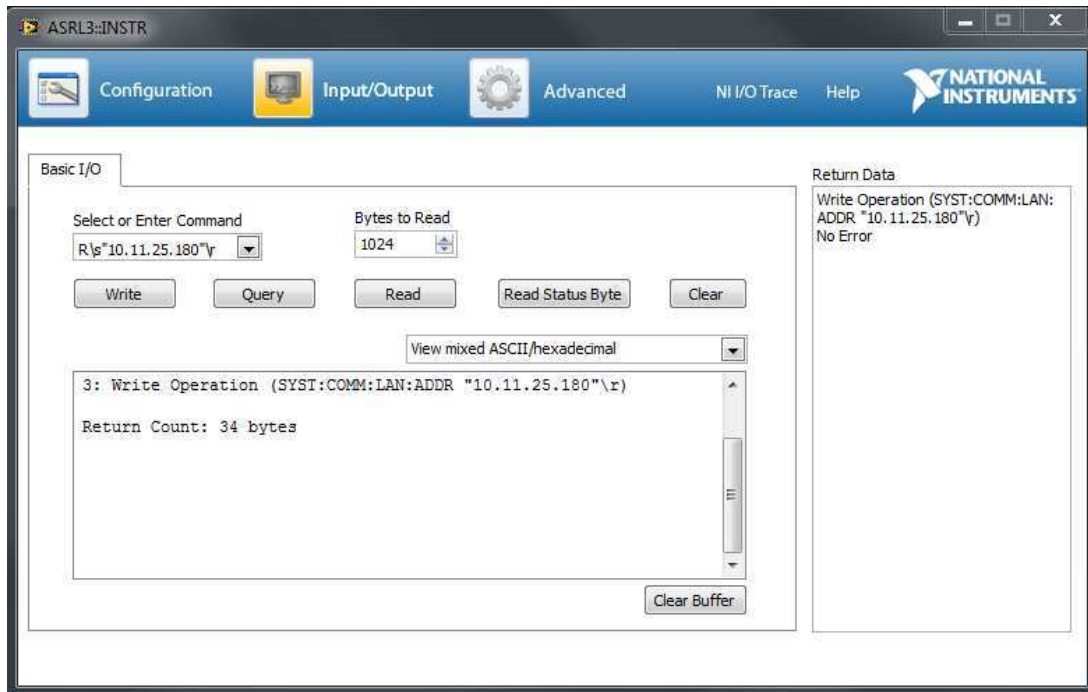 ASRL3::INSTR
Configuration
Input/Output
Advanced
NI I/O Trace
Help
NATIONAL
INSTRUMENTS
Basic I/O
Select or Enter Command
R\s"10.11.25.180"\r
Bytes to Read
1024
Write
Query
Read
Read Status Byte
Clear
View mixed ASCII/hexadecimal
3: Write Operation (SYST:COMM:LAN:ADDR "10.11.25.180"\r)
Return Count: 34 bytes
Clear Buffer
Return Data
Write Operation (SYST:COMM:LAN:
ADDR "10.11.25.180"\r)
No Error